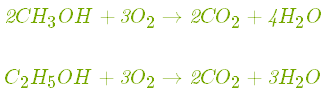 2CH₃OH + 3O₂ → 2CO₂ + 4H₂O
C₂H₅OH + 3O₂ → 2CO₂ + 3H₂O